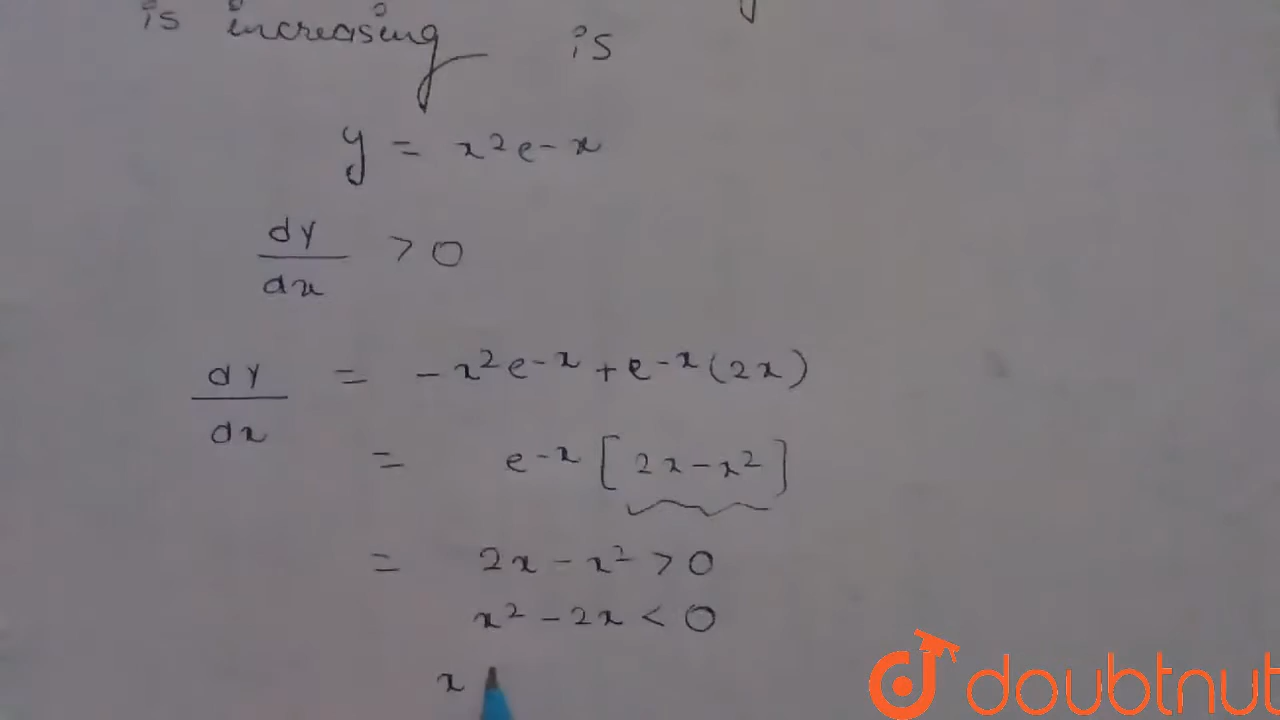 is increasing is
y = x²e-x
dy/dx > 0
dy/dx = -x²e-x + e-x(2x)
= e-x [2x-x²]
= 2x - x² > 0
x² - 2x < 0
x
doubtnut